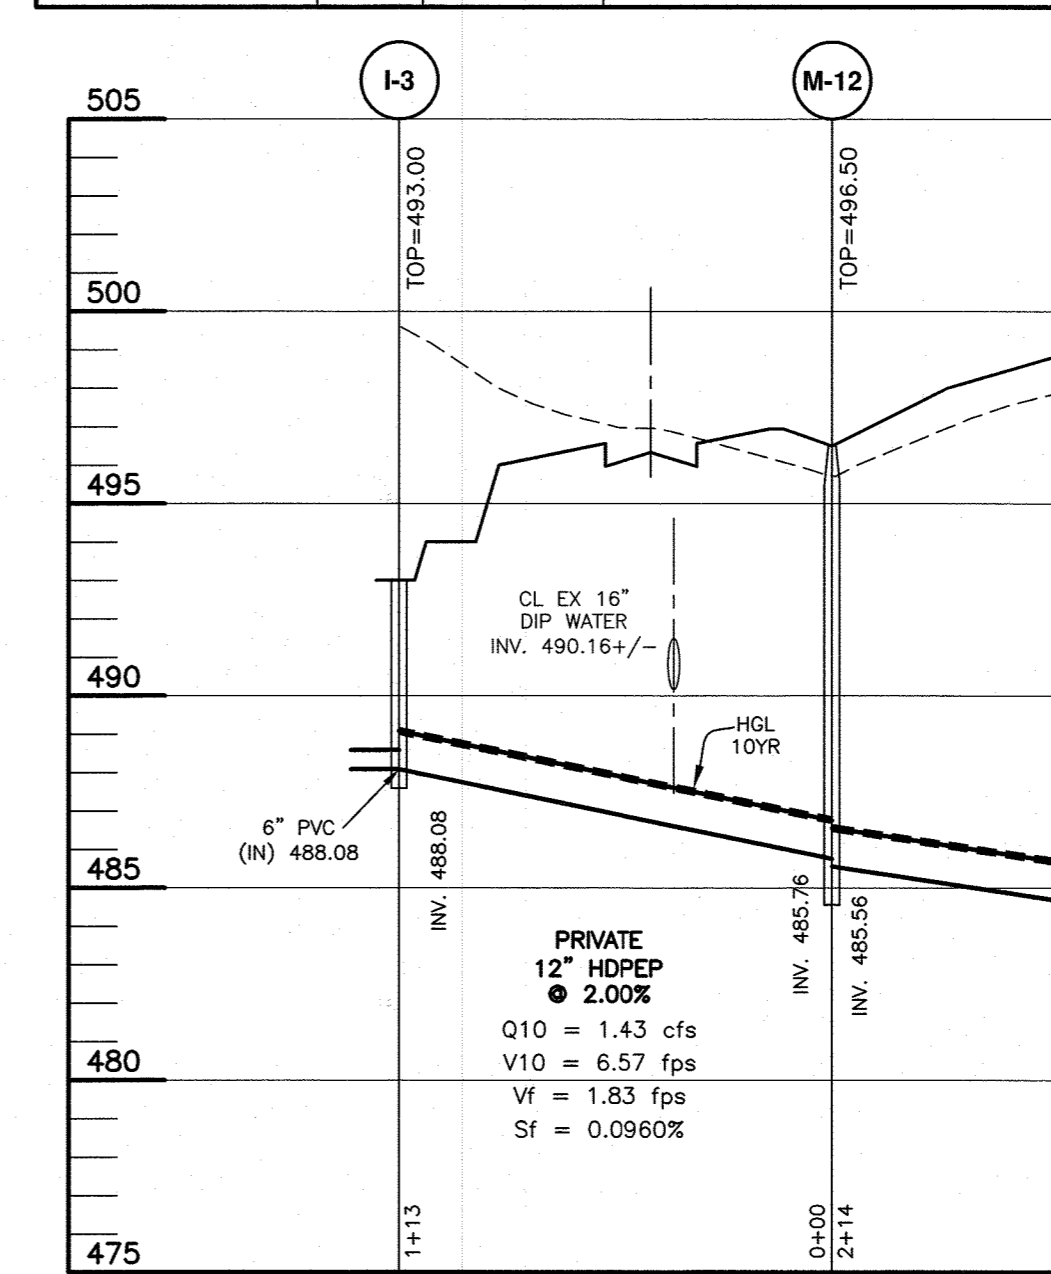 I-3
M-12
505
TOP=493.00
TOP=496.50
500
495
CL EX 16"
DIP WATER
INV. 490.16+/-
490
HGL
10YR
6" PVC
(IN) 488.08
INV. 488.08
485
INV. 485.76
INV. 485.56
PRIVATE
12" HDPEP
@ 2.00%
Q10 = 1.43 cfs
V10 = 6.57 fps
Vf = 1.83 fps
Sf = 0.0960%
480
1+13
0+00
2+14
475